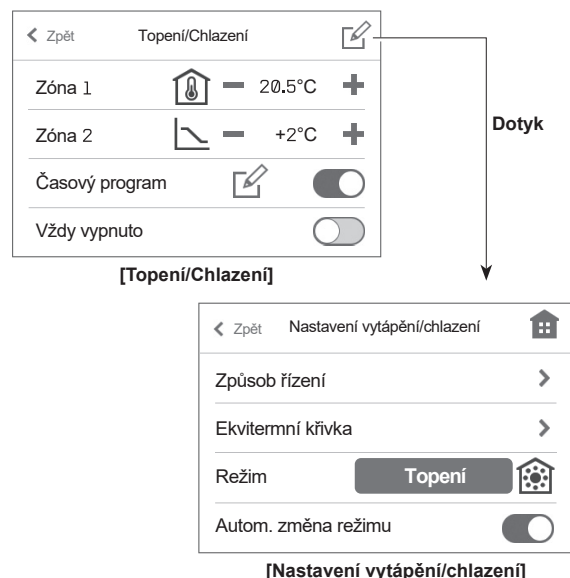 Zpět Topení/Chlazení
Zóna 1 20.5°C
Zóna 2 +2°C
Dotyk
Časový program
Vždy vypnuto
[Topení/Chlazení]
Zpět Nastavení vytápění/chlazení
Způsob řízení
Ekvitermní křivka
Režim Topení
Autom. změna režimu
[Nastavení vytápění/chlazení]